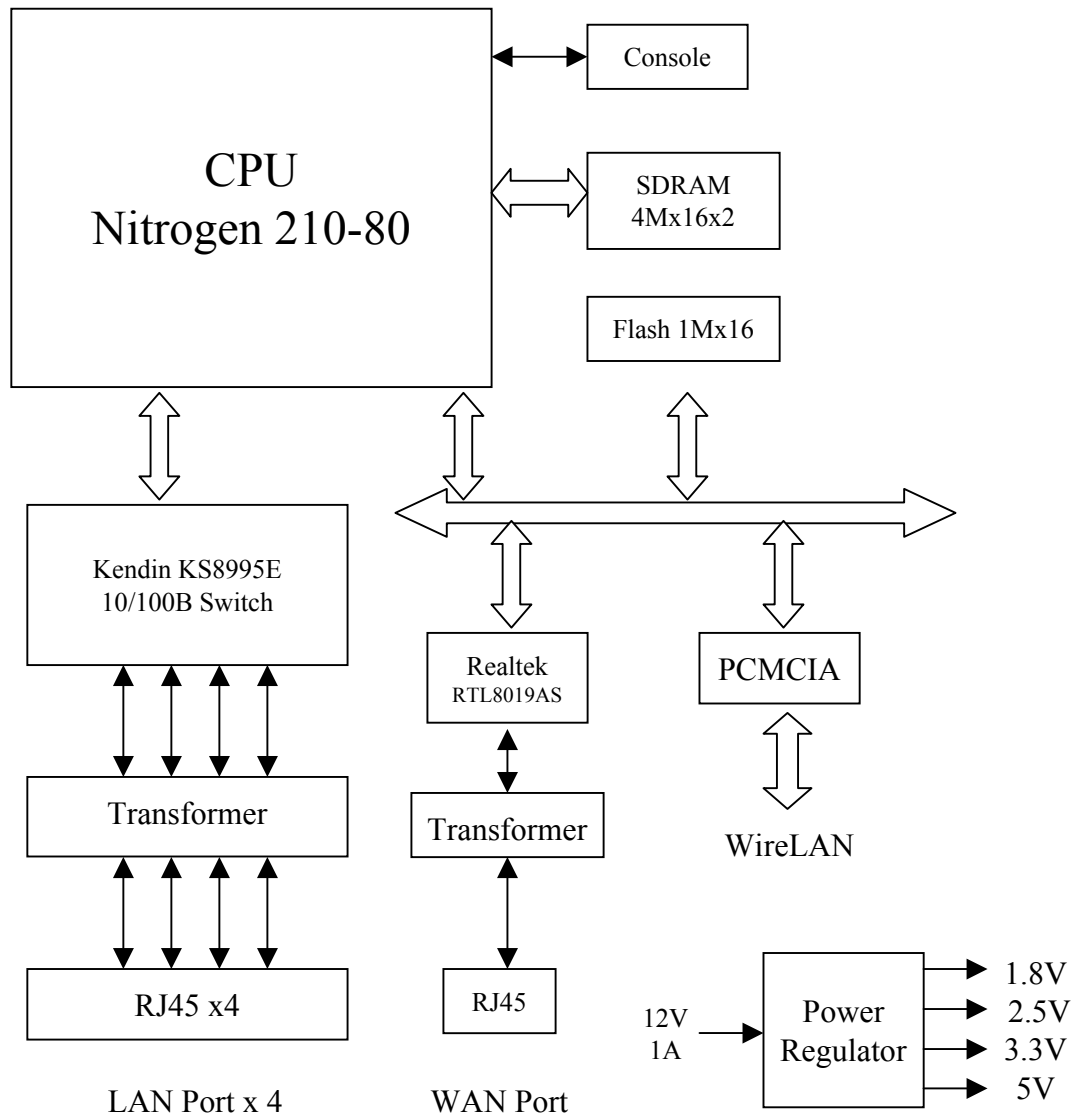 CPU
Nitrogen 210-80
Console
SDRAM
4Mx16x2
Flash 1Mx16
Kendin KS8995E
10/100B Switch
Realtek
RTL8019AS
PCMCIA
Transformer
Transformer
WireLAN
RJ45 x4
RJ45
12V
1A
Power
Regulator
1.8V
2.5V
3.3V
5V
LAN Port x 4
WAN Port